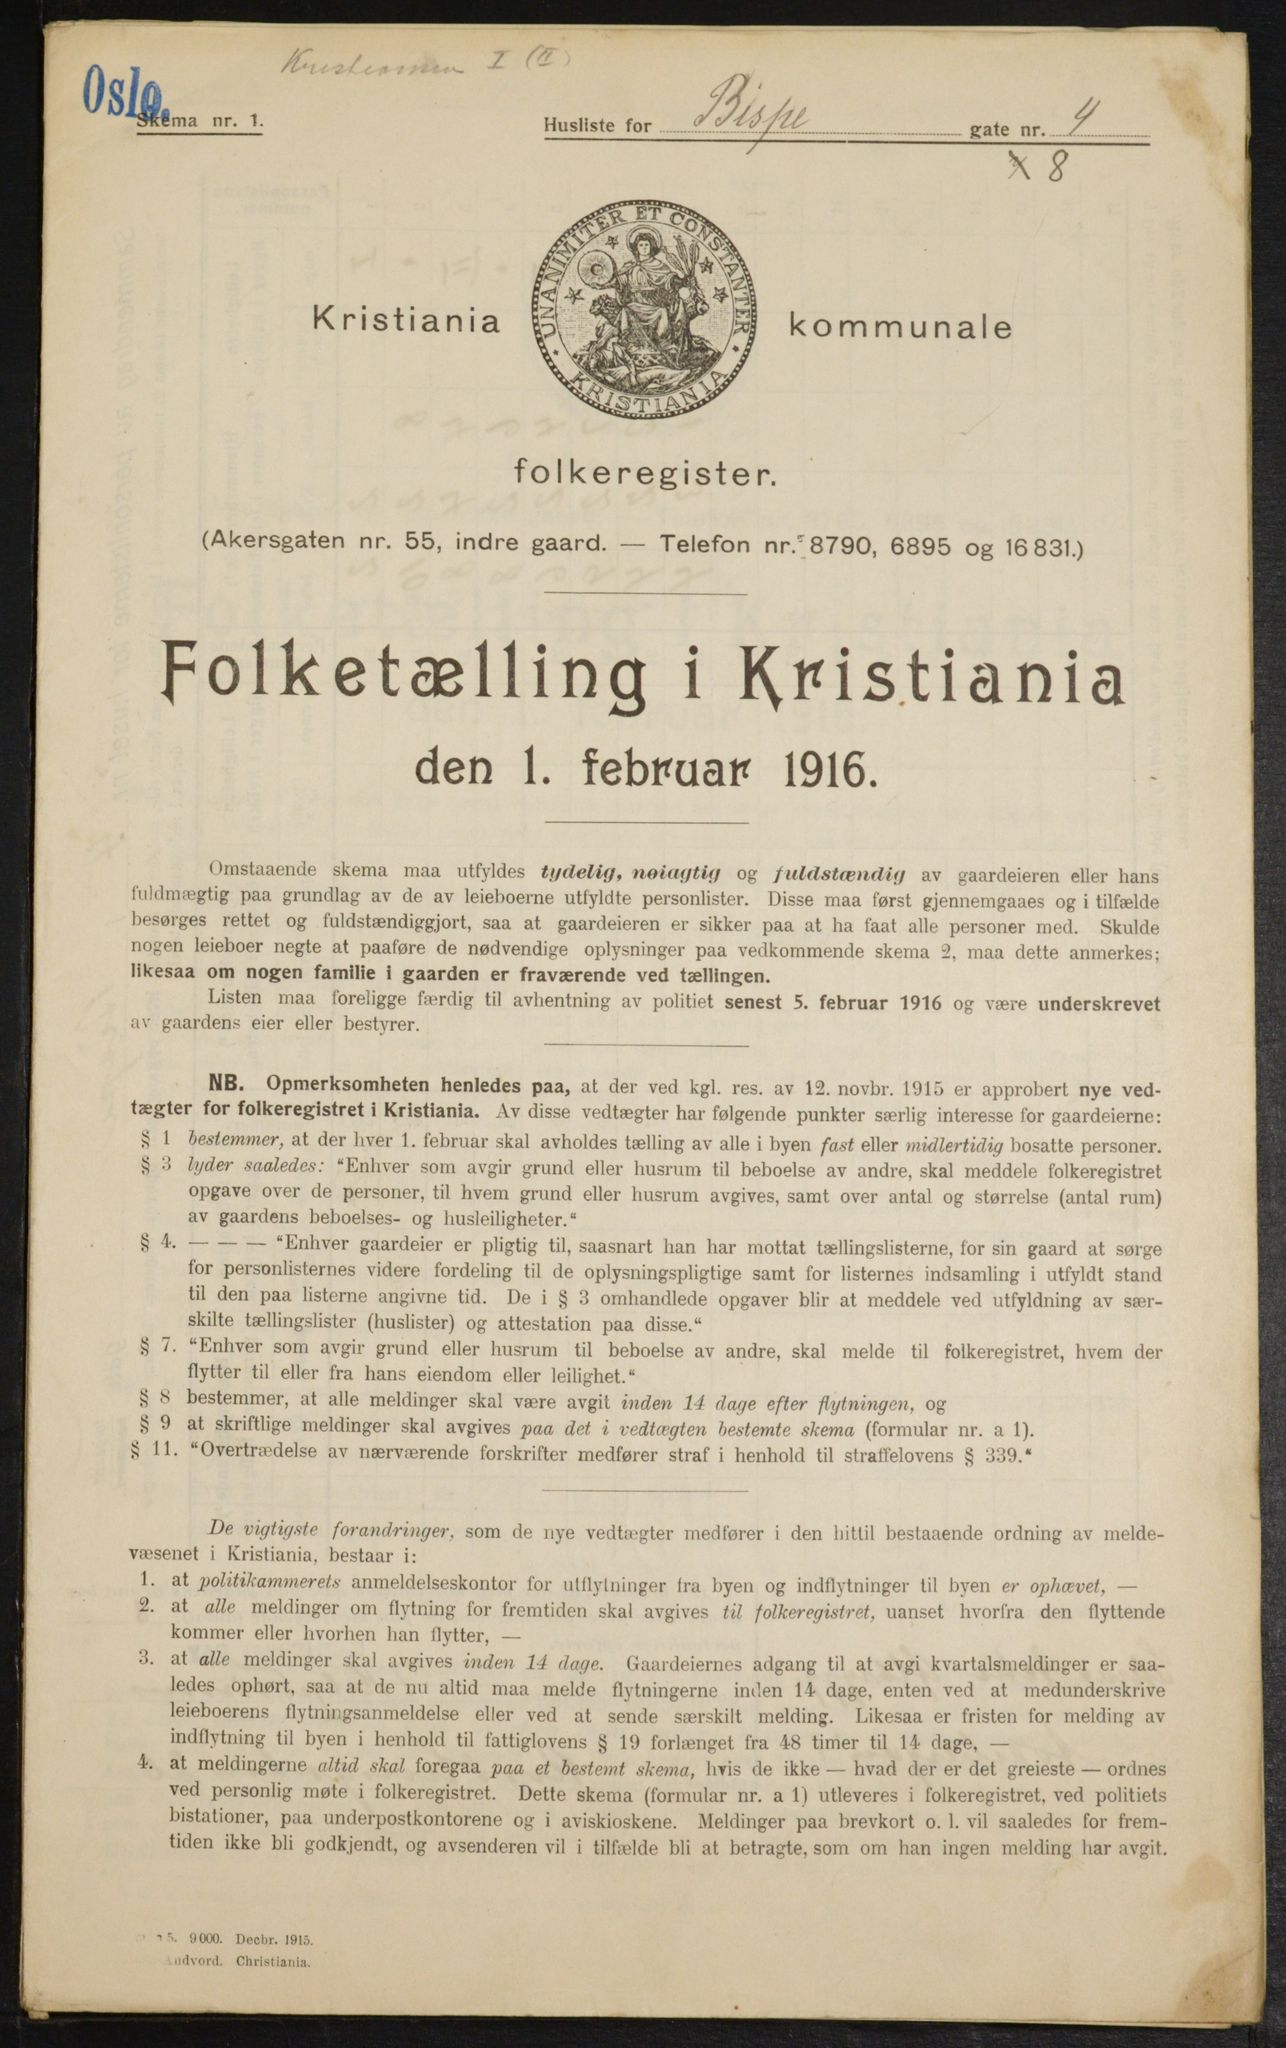 I (II)
Oslo.
Skema nr. 1.
Husliste for Bispe gate nr. 4
8
UNANIMITER ET CONSTANTER
KRISTIANIA
Kristiania kommunale
folkeregister.
(Akersgaten nr. 55, indre gaard. — Telefon nr. 8790, 6895 og 16 831.)
Folketælling i Kristiania
den 1. februar 1916.
Omstaaende skema maa utfyldes tydelig, nøiagtig og fuldstændig av gaardeieren eller hans
fuldmægtig paa grundlag av de av leieboerne utfyldte personlister. Disse maa først gjennemgaaes og i tilfælde
besørges rettet og fuldstændiggjort, saa at gaardeieren er sikker paa at ha faat alle personer med. Skulde
nogen leieboer negte at paaføre de nødvendige oplysninger paa vedkommende skema 2, maa dette anmerkes;
likesaa om nogen familie i gaarden er fraværende ved tællingen.
Listen maa foreligge færdig til avhentning av politiet senest 5. februar 1916 og være underskrevet
av gaardens eier eller bestyrer.
NB. Opmerksomheten henledes paa, at der ved kgl. res. av 12. novbr. 1915 er approbert nye ved-
tægter for folkeregistret i Kristiania. Av disse vedtægter har følgende punkter særlig interesse for gaardeierne:
§ 1 bestemmer, at der hver 1. februar skal avholdes tælling av alle i byen fast eller midlertidig bosatte personer.
§ 3 lyder saaledes: “Enhver som avgir grund eller husrum til beboelse av andre, skal meddele folkeregistret
opgave over de personer, til hvem grund eller husrum avgives, samt over antal og størrelse (antal rum)
av gaardens beboelses- og husleiligheter.“
§ 4. — — — “Enhver gaardeier er pligtig til, saasnart han har mottat tællingslisterne, for sin gaard at sørge
for personlisternes videre fordeling til de oplysningspligtige samt for listernes indsamling i utfyldt stand
til den paa listerne angivne tid. De i § 3 omhandlede opgaver blir at meddele ved utfyldning av sær-
skilte tællingslister (huslister) og attestation paa disse.“
§ 7. “Enhver som avgir grund eller husrum til beboelse av andre, skal melde til folkeregistret, hvem der
flytter til eller fra hans eiendom eller leilighet.“
§ 8 bestemmer, at alle meldinger skal være avgit inden 14 dage efter flytningen, og
§ 9 at skriftlige meldinger skal avgives paa det i vedtægten bestemte skema (formular nr. a 1).
§ 11. “Overtrædelse av nærværende forskrifter medfører straf i henhold til straffelovens § 339.“
De vigtigste forandringer, som de nye vedtægter medfører i den hittil bestaaende ordning av melde-
væsenet i Kristiania, bestaar i:
1. at politikammerets anmeldelseskontor for utflytninger fra byen og indflytninger til byen er ophævet, —
2. at alle meldinger om flytning for fremtiden skal avgives til folkeregistret, uanset hvorfra den flyttende
kommer eller hvorhen han flytter, —
3. at alle meldinger skal avgives inden 14 dage. Gaardeiernes adgang til at avgi kvartalsmeldinger er saa-
ledes ophørt, saa at de nu altid maa melde flytningerne inden 14 dage, enten ved at medunderskrive
leieboerens flytningsanmeldelse eller ved at sende særskilt melding. Likesaa er fristen for melding av
indflytning til byen i henhold til fattiglovens § 19 forlænget fra 48 timer til 14 dage, —
4. at meldingerne altid skal foregaa paa et bestemt skema, hvis de ikke — hvad der er det greieste — ordnes
ved personlig møte i folkeregistret. Dette skema (formular nr. a 1) utleveres i folkeregistret, ved politiets
bistationer, paa underpostkontorene og i aviskioskene. Meldinger paa brevkort o. l. vil saaledes for frem-
tiden ikke bli godkjendt, og avsenderen vil i tilfælde bli at betragte, som om han ingen melding har avgit.
5. 9 000. Decbr. 1915.
Andvord. Christiania.